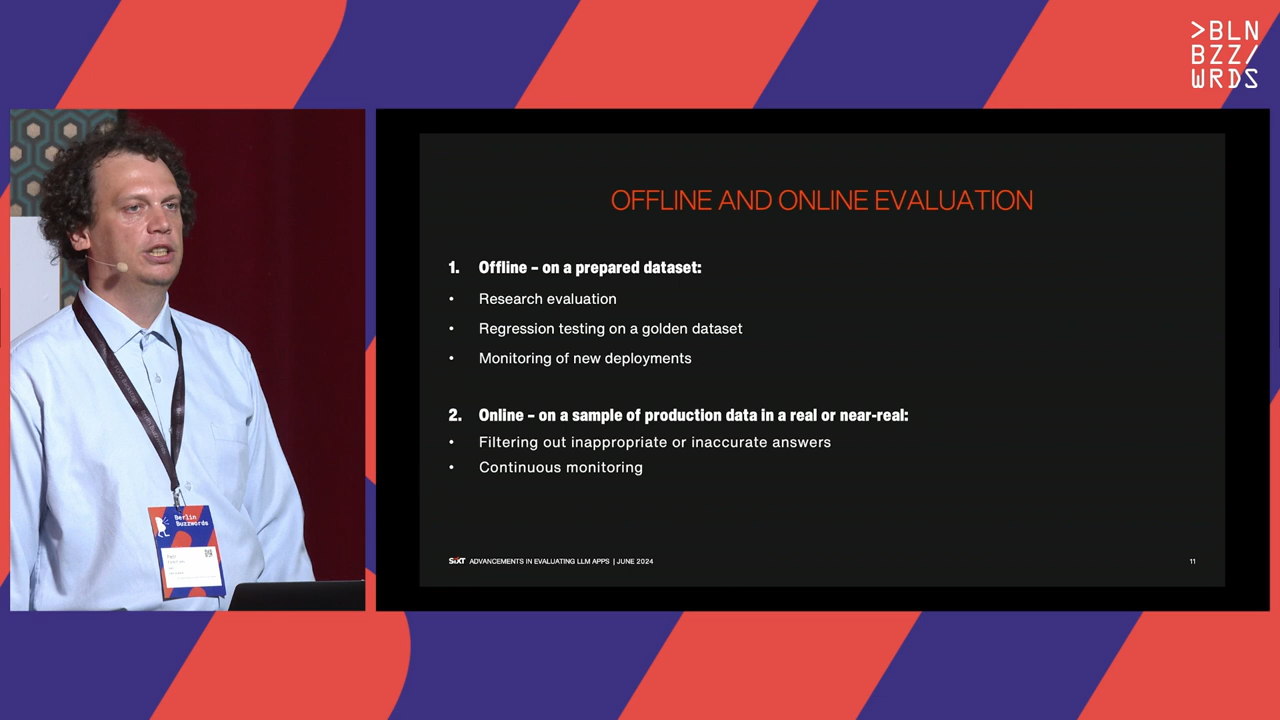 >BLN
BZZ/
WRDS
OFFLINE AND ONLINE EVALUATION
1. Offline – on a prepared dataset:
• Research evaluation
• Regression testing on a golden dataset
• Monitoring of new deployments
2. Online – on a sample of production data in a real or near-real:
• Filtering out inappropriate or inaccurate answers
• Continuous monitoring
SIXT ADVANCEMENTS IN EVALUATING LLM APPS | JUNE 2024
11
Berlin
Buzzwords